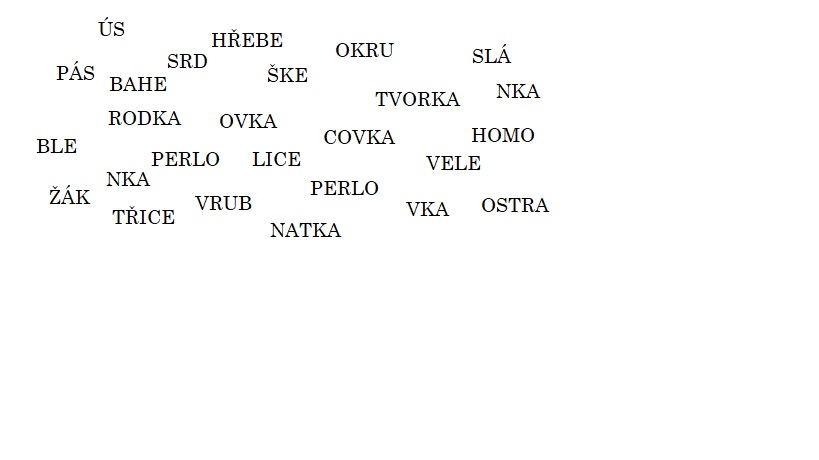 ÚS
HŘEBE
OKRU
SLÁ
SRD
PÁS
ŠKE
BAHE
NKA
TVORKA
RODKA
OVKA
COVKA
HOMO
BLE
PERLO
LICE
VELE
NKA
PERLO
ŽÁK
VRUB
VKA
OSTRA
TŘICE
NATKA